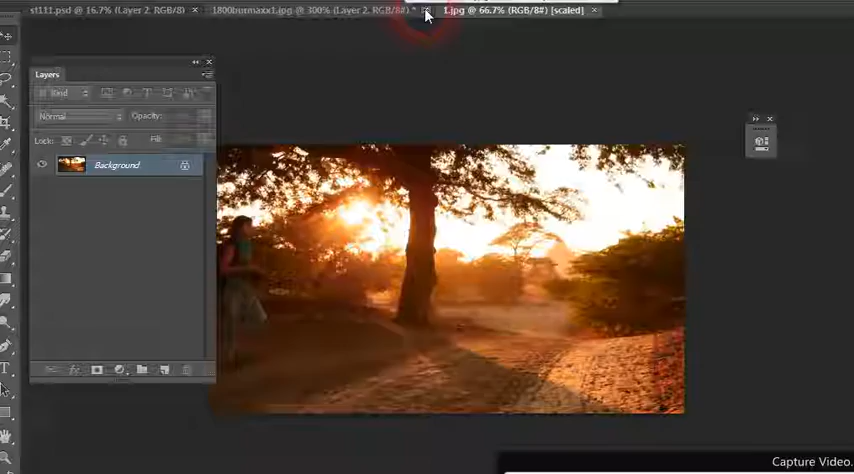 st111.psd @ 16.7% (Layer 2, RGB/8)
1800burmaxx1.jpg @ 300% (Layer 2, RGB/8#) *
1.jpg @ 66.7% (RGB/8#) [scaled]
Layers
Kind
Normal
Opacity:
Lock:
Fill:
Background
fx
T
Capture Video.